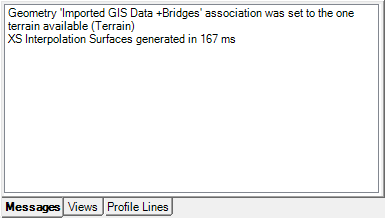 Geometry 'Imported GIS Data +Bridges' association was set to the one
terrain available (Terrain)
XS Interpolation Surfaces generated in 167 ms
Messages Views Profile Lines